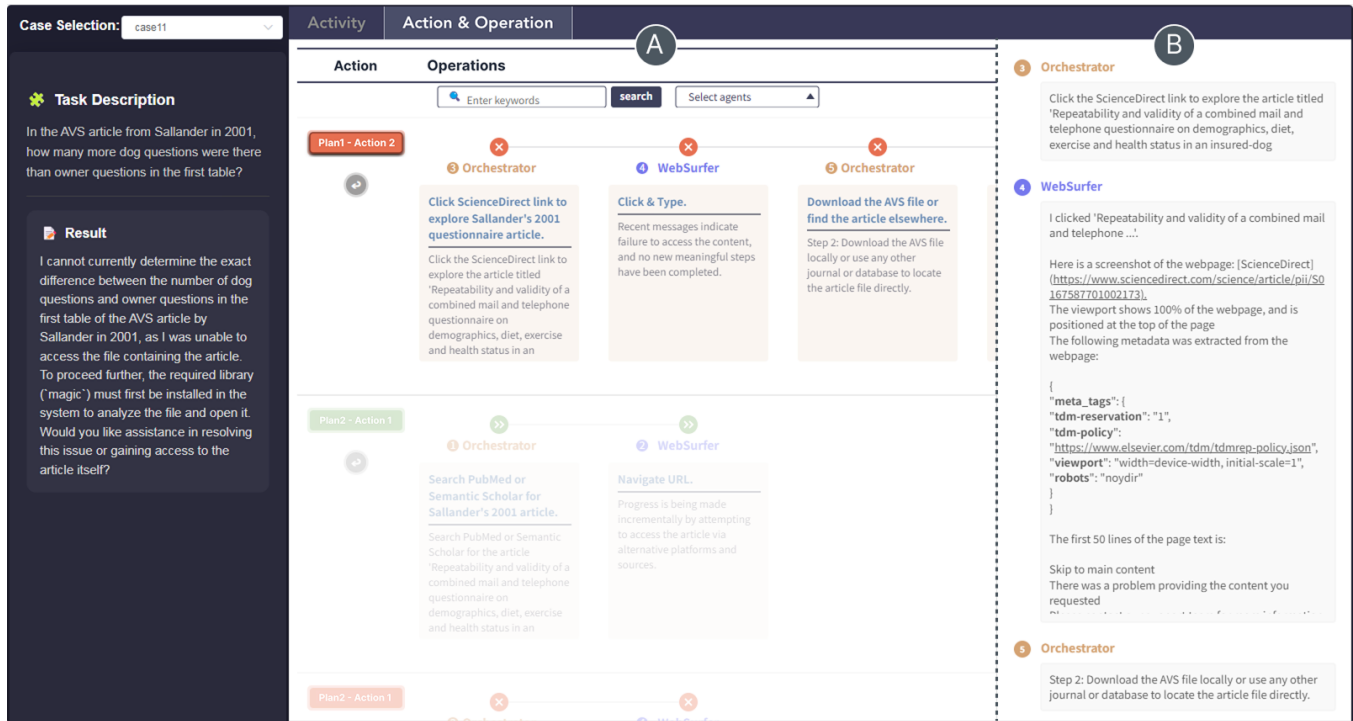 Case Selection:
case11
Task Description
In the AVS article from Sallander in 2001,
how many more dog questions were there
than owner questions in the first table?
Result
I cannot currently determine the exact
difference between the number of dog
questions and owner questions in the
first table of the AVS article by
Sallander in 2001, as I was unable to
access the file containing the article.
To proceed further, the required library
(`magic`) must first be installed in the
system to analyze the file and open it.
Would you like assistance in resolving
this issue or gaining access to the
article itself?
Activity
Action & Operation
A
Action
Operations
Enter keywords
search
Select agents
Plan1 - Action 2
3 Orchestrator
Click ScienceDirect link to
explore Sallander's 2001
questionnaire article.
Click the ScienceDirect link to
explore the article titled
'Repeatability and validity of a
combined mail and telephone
questionnaire on
demographics, diet, exercise
and health status in an
4 WebSurfer
Click & Type.
Recent messages indicate
failure to access the content,
and no new meaningful steps
have been completed.
5 Orchestrator
Download the AVS file or
find the article elsewhere.
Step 2: Download the AVS file
locally or use any other
journal or database to locate
the article file directly.
Plan2 - Action 1
1 Orchestrator
Search PubMed or
Semantic Scholar for
Sallander's 2001 article.
Search PubMed or Semantic
Scholar for the article
'Repeatability and validity of a
combined mail and telephone
questionnaire on
demographics, diet, exercise
and health status in an
2 WebSurfer
Navigate URL.
Progress is being made
incrementally by attempting
to access the article via
alternative platforms and
sources.
Plan3 - Action 1
B
3 Orchestrator
Click the ScienceDirect link to explore the article titled
'Repeatability and validity of a combined mail and
telephone questionnaire on demographics, diet,
exercise and health status in an insured-dog
4 WebSurfer
I clicked 'Repeatability and validity of a combined mail
and telephone ...'.
Here is a screenshot of the webpage: [ScienceDirect]
(https://www.sciencedirect.com/science/article/pii/S0
167587701002173).
The viewport shows 100% of the webpage, and is
positioned at the top of the page
The following metadata was extracted from the
webpage:
{
"meta_tags": {
"tdm-reservation": "1",
"tdm-policy":
"https://www.elsevier.com/tdm/tdmrep-policy.json",
"viewport": "width=device-width, initial-scale=1",
"robots": "noydir"
}
}
The first 50 lines of the page text is:
Skip to main content
There was a problem providing the content you
requested
5 Orchestrator
Step 2: Download the AVS file locally or use any other
journal or database to locate the article file directly.